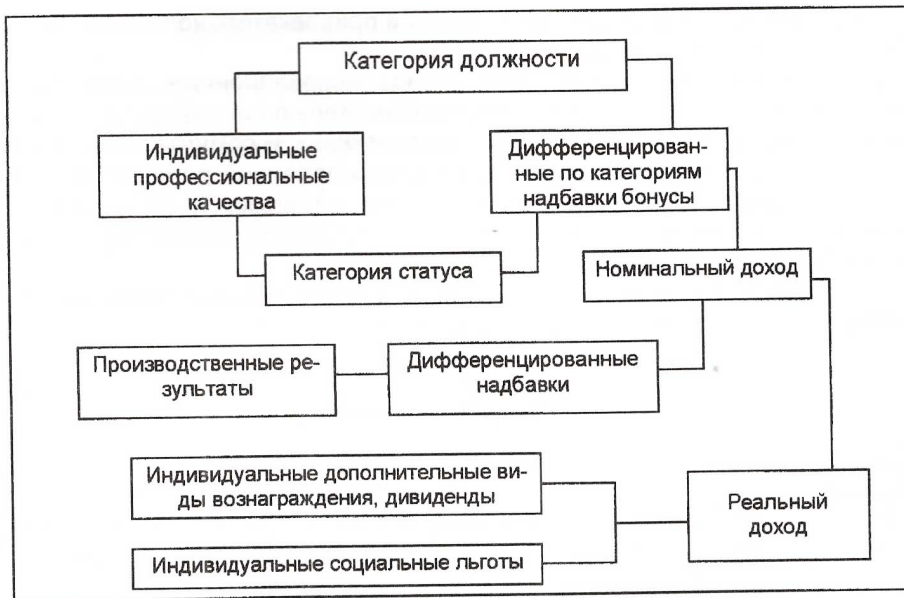 Категория должности
Индивидуальные
профессиональные
качества
Дифференцирован-
ные по категориям
надбавки бонусы
Категория статуса
Номинальный доход
Производственные ре-
зультаты
Дифференцированные
надбавки
Индивидуальные дополнительные ви-
ды вознаграждения, дивиденды
Индивидуальные социальные льготы
Реальный
доход